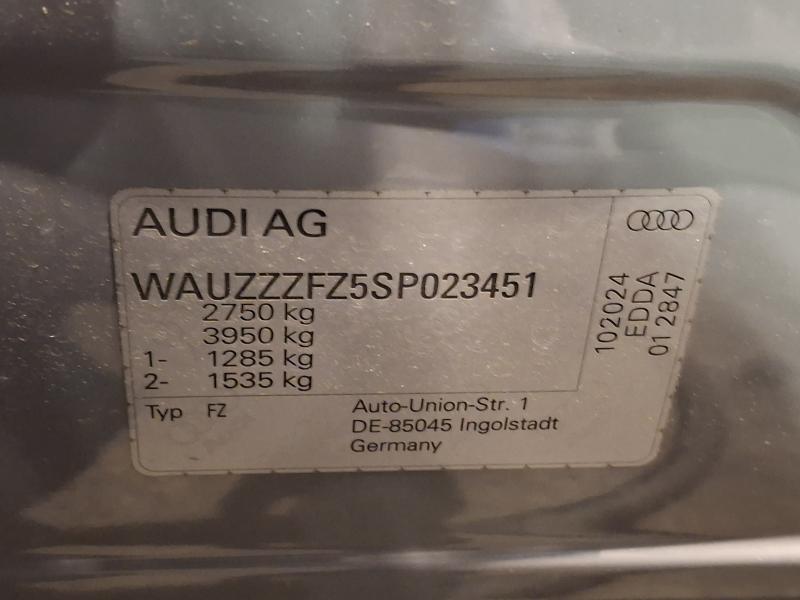 AUDI AG
WAUZZZFZ5SP023451
2750 kg
3950 kg
1- 1285 kg
2- 1535 kg
Typ FZ
Auto-Union-Str. 1
DE-85045 Ingolstadt
Germany
102024
EDDA
01 2847